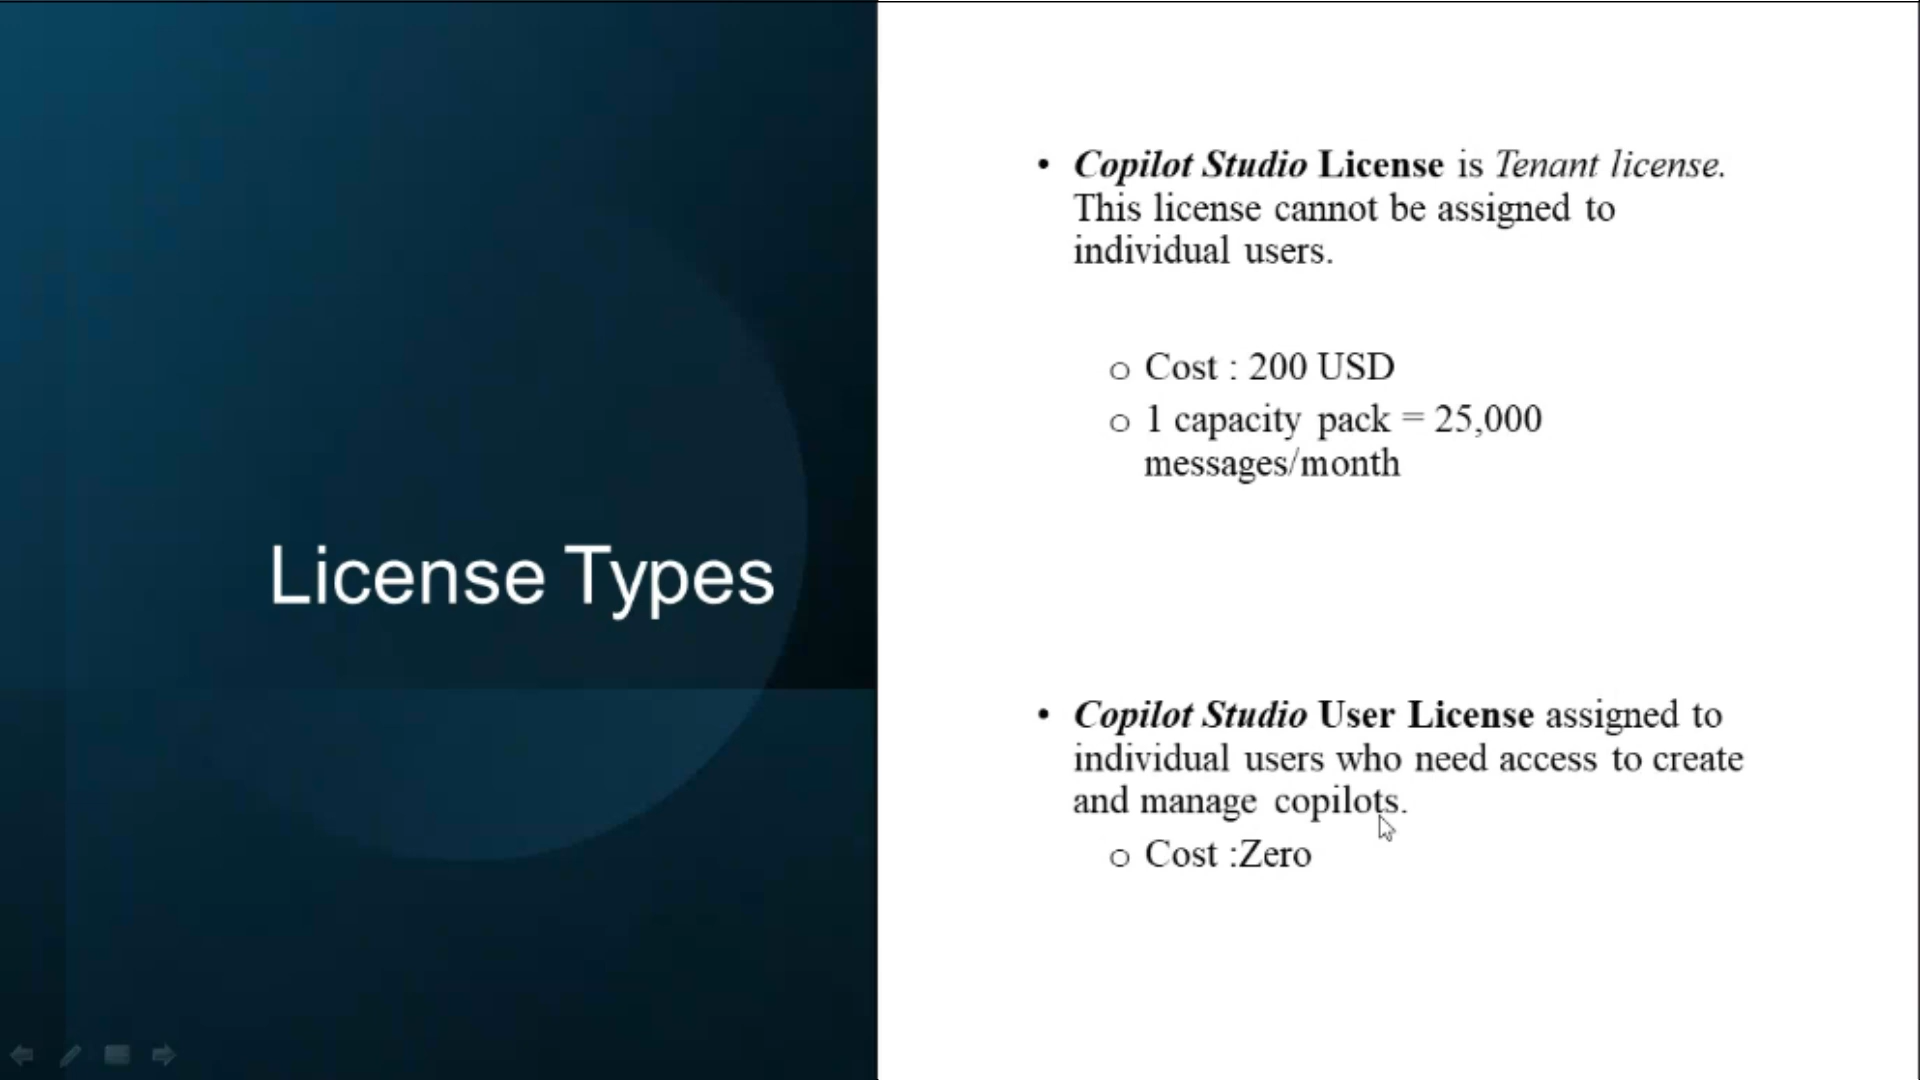 License Types
• Copilot Studio License is Tenant license.
This license cannot be assigned to
individual users.
o Cost : 200 USD
o 1 capacity pack = 25,000
messages/month
• Copilot Studio User License assigned to
individual users who need access to create
and manage copilots.
o Cost :Zero